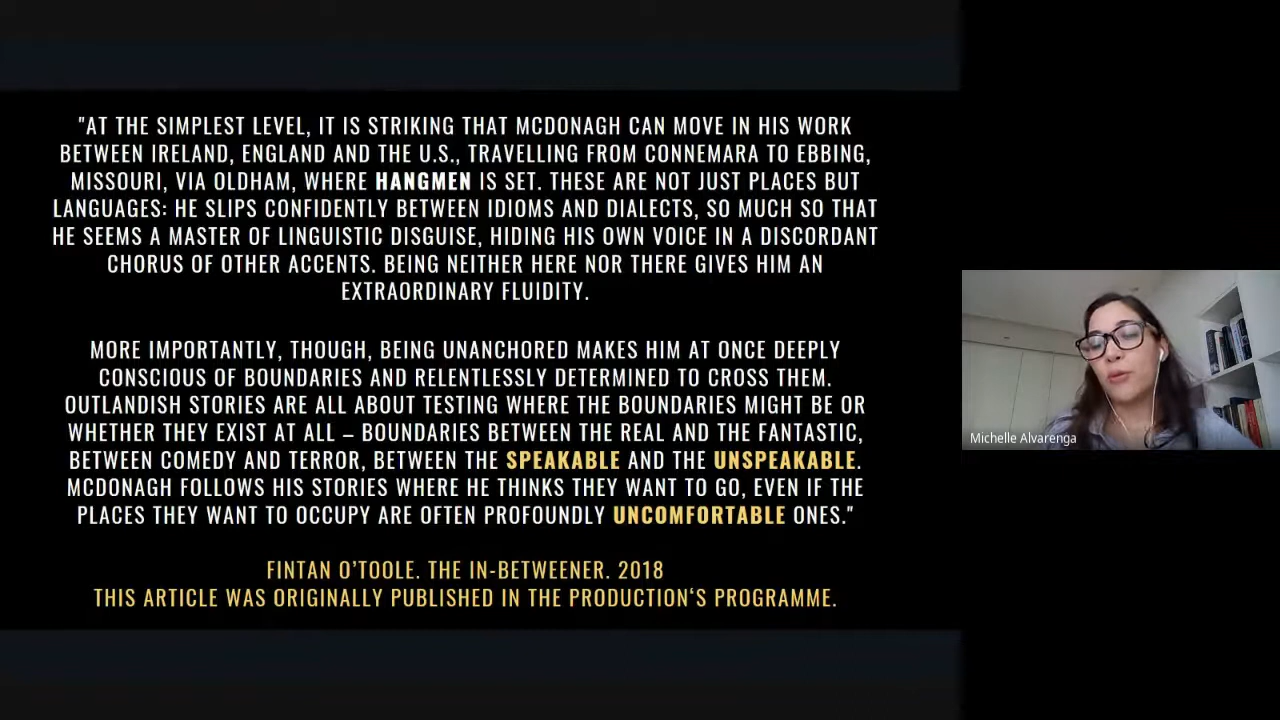 "AT THE SIMPLEST LEVEL, IT IS STRIKING THAT MCDONAGH CAN MOVE IN HIS WORK
BETWEEN IRELAND, ENGLAND AND THE U.S., TRAVELLING FROM CONNEMARA TO EBBING,
MISSOURI, VIA OLDHAM, WHERE HANGMEN IS SET. THESE ARE NOT JUST PLACES BUT
LANGUAGES: HE SLIPS CONFIDENTLY BETWEEN IDIOMS AND DIALECTS, SO MUCH SO THAT
HE SEEMS A MASTER OF LINGUISTIC DISGUISE, HIDING HIS OWN VOICE IN A DISCORDANT
CHORUS OF OTHER ACCENTS. BEING NEITHER HERE NOR THERE GIVES HIM AN
EXTRAORDINARY FLUIDITY.
MORE IMPORTANTLY, THOUGH, BEING UNANCHORED MAKES HIM AT ONCE DEEPLY
CONSCIOUS OF BOUNDARIES AND RELENTLESSLY DETERMINED TO CROSS THEM.
OUTLANDISH STORIES ARE ALL ABOUT TESTING WHERE THE BOUNDARIES MIGHT BE OR
WHETHER THEY EXIST AT ALL – BOUNDARIES BETWEEN THE REAL AND THE FANTASTIC,
BETWEEN COMEDY AND TERROR, BETWEEN THE SPEAKABLE AND THE UNSPEAKABLE.
MCDONAGH FOLLOWS HIS STORIES WHERE HE THINKS THEY WANT TO GO, EVEN IF THE
PLACES THEY WANT TO OCCUPY ARE OFTEN PROFOUNDLY UNCOMFORTABLE ONES."
FINTAN O’TOOLE. THE IN-BETWEENER. 2018
THIS ARTICLE WAS ORIGINALLY PUBLISHED IN THE PRODUCTION‘S PROGRAMME.
Michelle Alvarenga